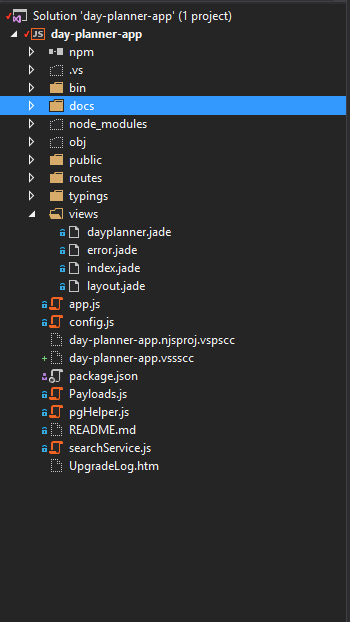 Solution 'day-planner-app' (1 project)
JS day-planner-app
npm
.vs
bin
docs
node_modules
obj
public
routes
typings
views
dayplanner.jade
error.jade
index.jade
layout.jade
app.js
config.js
day-planner-app.njsproj.vspscc
day-planner-app.vssscc
package.json
Payloads.js
pgHelper.js
README.md
searchService.js
UpgradeLog.htm